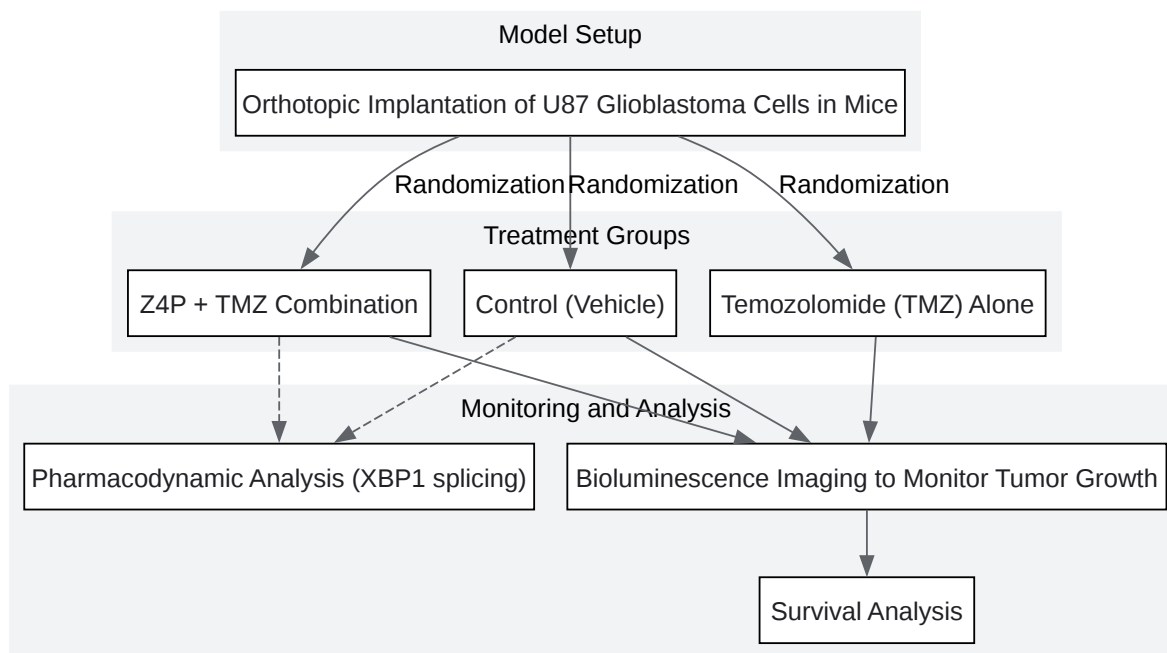 Model Setup
Orthotopic Implantation of U87 Glioblastoma Cells in Mice
Randomization
Randomization
Randomization
Treatment Groups
Z4P + TMZ Combination
Control (Vehicle)
Temozolomide (TMZ) Alone
Monitoring and Analysis
Pharmacodynamic Analysis (XBP1 splicing)
Bioluminescence Imaging to Monitor Tumor Growth
Survival Analysis